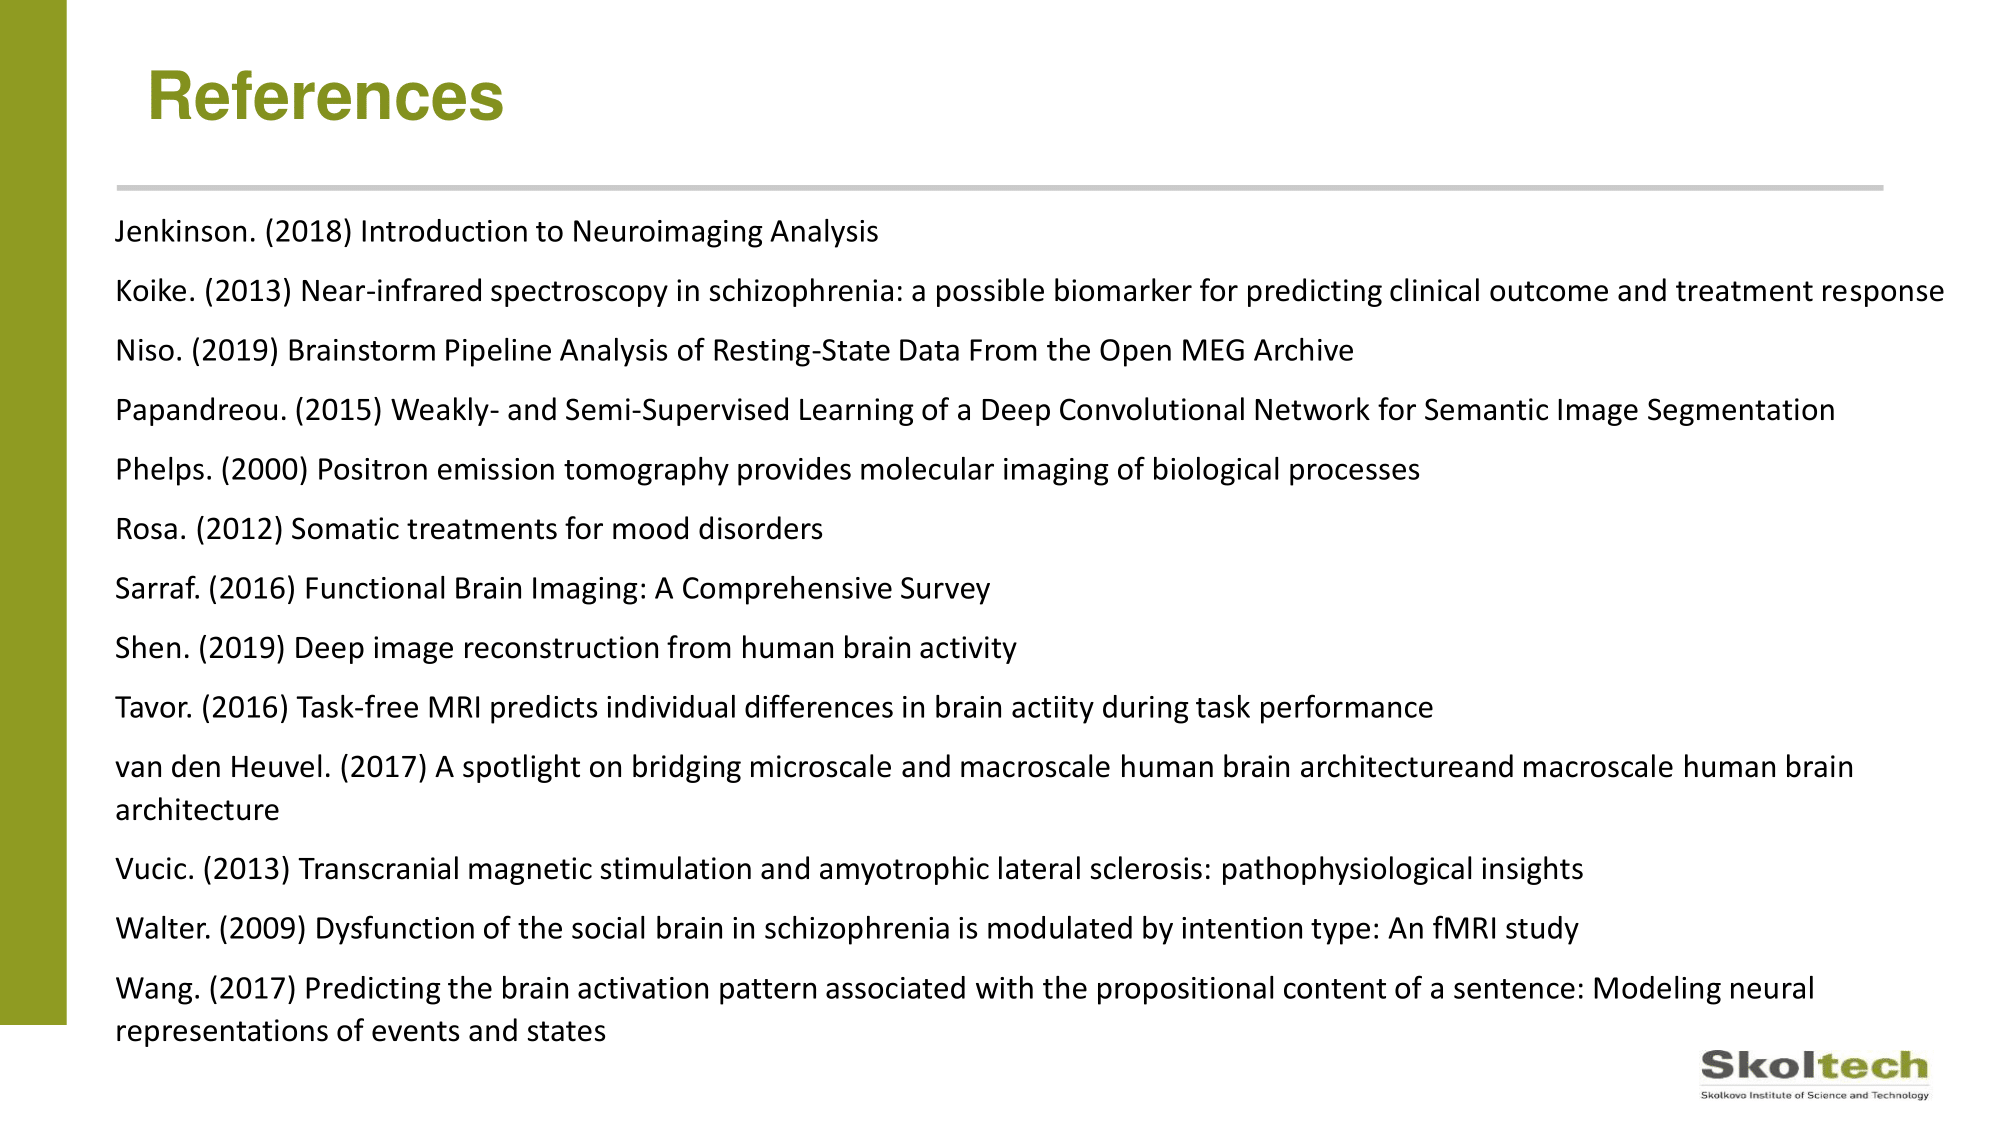 References
Jenkinson. (2018) Introduction to Neuroimaging Analysis
Koike. (2013) Near-infrared spectroscopy in schizophrenia: a possible biomarker for predicting clinical outcome and treatment response
Niso. (2019) Brainstorm Pipeline Analysis of Resting-State Data From the Open MEG Archive
Papandreou. (2015) Weakly- and Semi-Supervised Learning of a Deep Convolutional Network for Semantic Image Segmentation
Phelps. (2000) Positron emission tomography provides molecular imaging of biological processes
Rosa. (2012) Somatic treatments for mood disorders
Sarraf. (2016) Functional Brain Imaging: A Comprehensive Survey
Shen. (2019) Deep image reconstruction from human brain activity
Tavor. (2016) Task-free MRI predicts individual differences in brain actiity during task performance
van den Heuvel. (2017) A spotlight on bridging microscale and macroscale human brain architectureand macroscale human brain
architecture
Vucic. (2013) Transcranial magnetic stimulation and amyotrophic lateral sclerosis: pathophysiological insights
Walter. (2009) Dysfunction of the social brain in schizophrenia is modulated by intention type: An fMRI study
Wang. (2017) Predicting the brain activation pattern associated with the propositional content of a sentence: Modeling neural
representations of events and states
Skoltech
Skolkovo Institute of Science and Technology